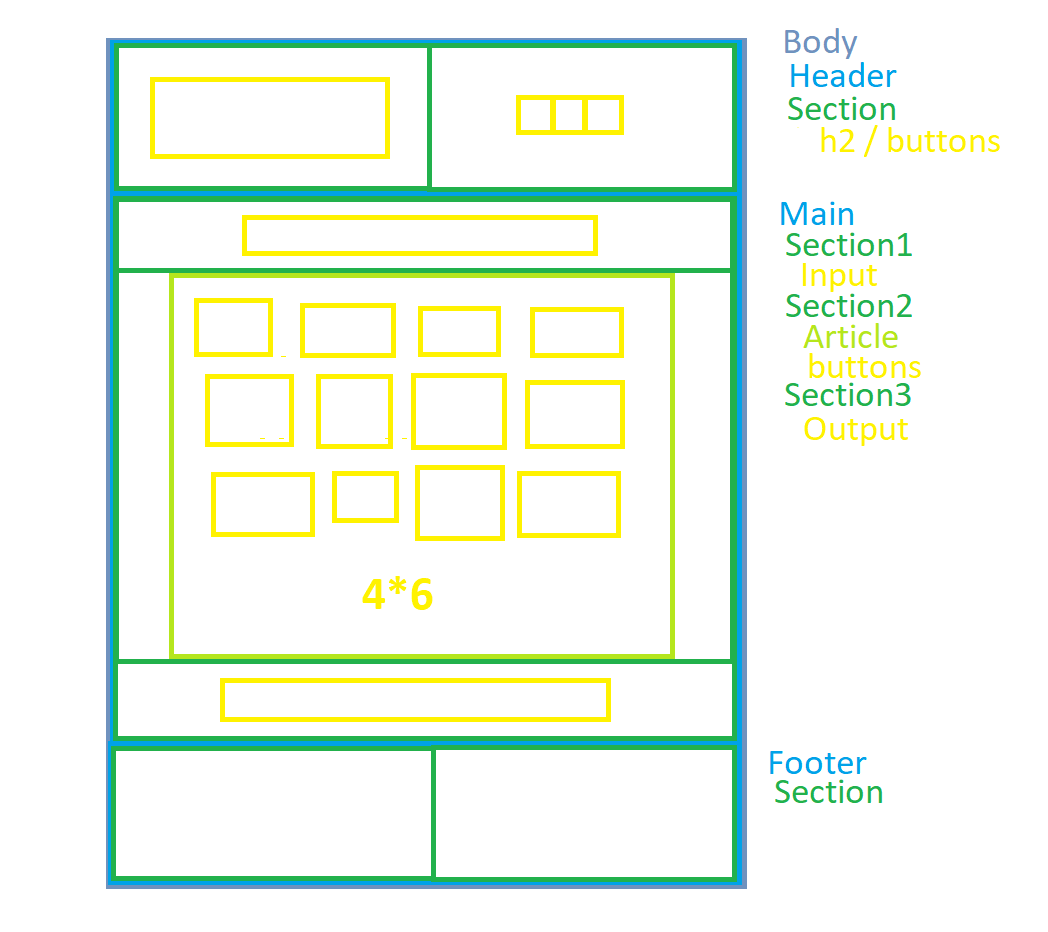 Body
Header
Section
h2 / buttons
Main
Section1
Input
Section2
Article
buttons
Section3
Output
4*6
Footer
Section